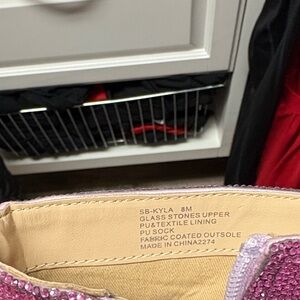 SB-KYLA 8M
GLASS STONES UPPER
PU&TEXTILE LINING
PU SOCK
FABRIC COATED OUTSOLE
MADE IN CHINA2274